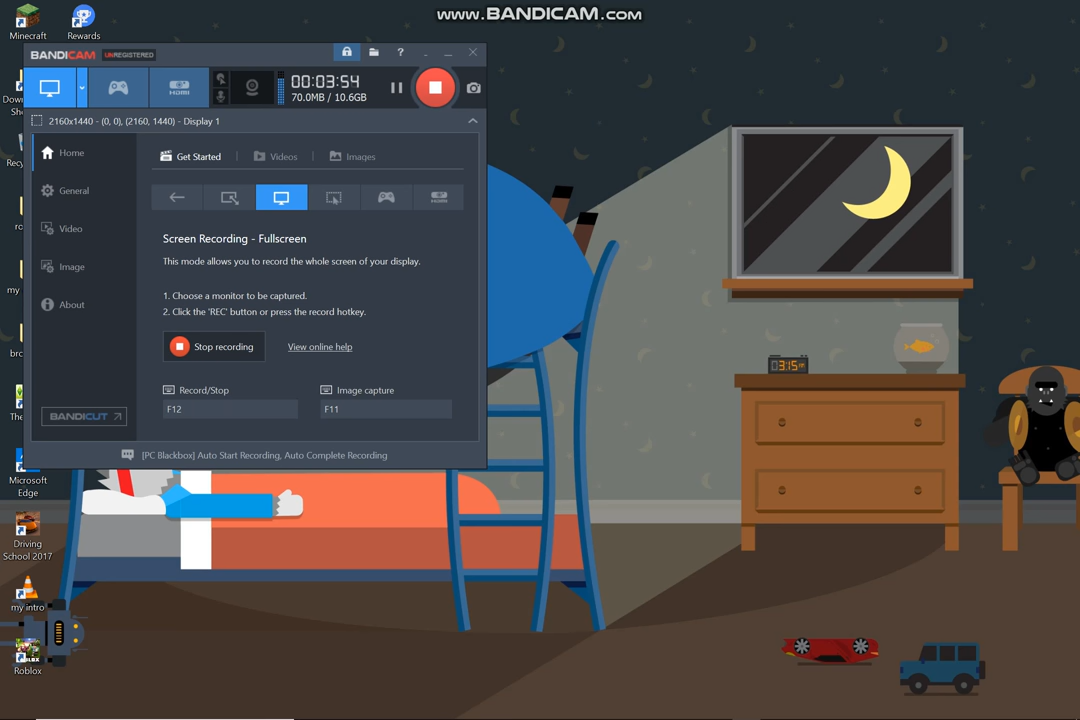 www.BANDICAM.com
Minecraft
Rewards
BANDICAM UNREGISTERED
?
HDMI
00:03:54
70.0MB / 10.6GB
2160x1440 - (0, 0), (2160, 1440) - Display 1
Home
General
Video
Image
About
BANDICUT
Get Started
Videos
Images
HDMI
Screen Recording - Fullscreen
This mode allows you to record the whole screen of your display.
1. Choose a monitor to be captured.
2. Click the 'REC' button or press the record hotkey.
Stop recording
View online help
Record/Stop
F12
Image capture
F11
[PC Blackbox] Auto Start Recording, Auto Complete Recording
Microsoft
Edge
Driving
School 2017
my intro
Roblox
3:15